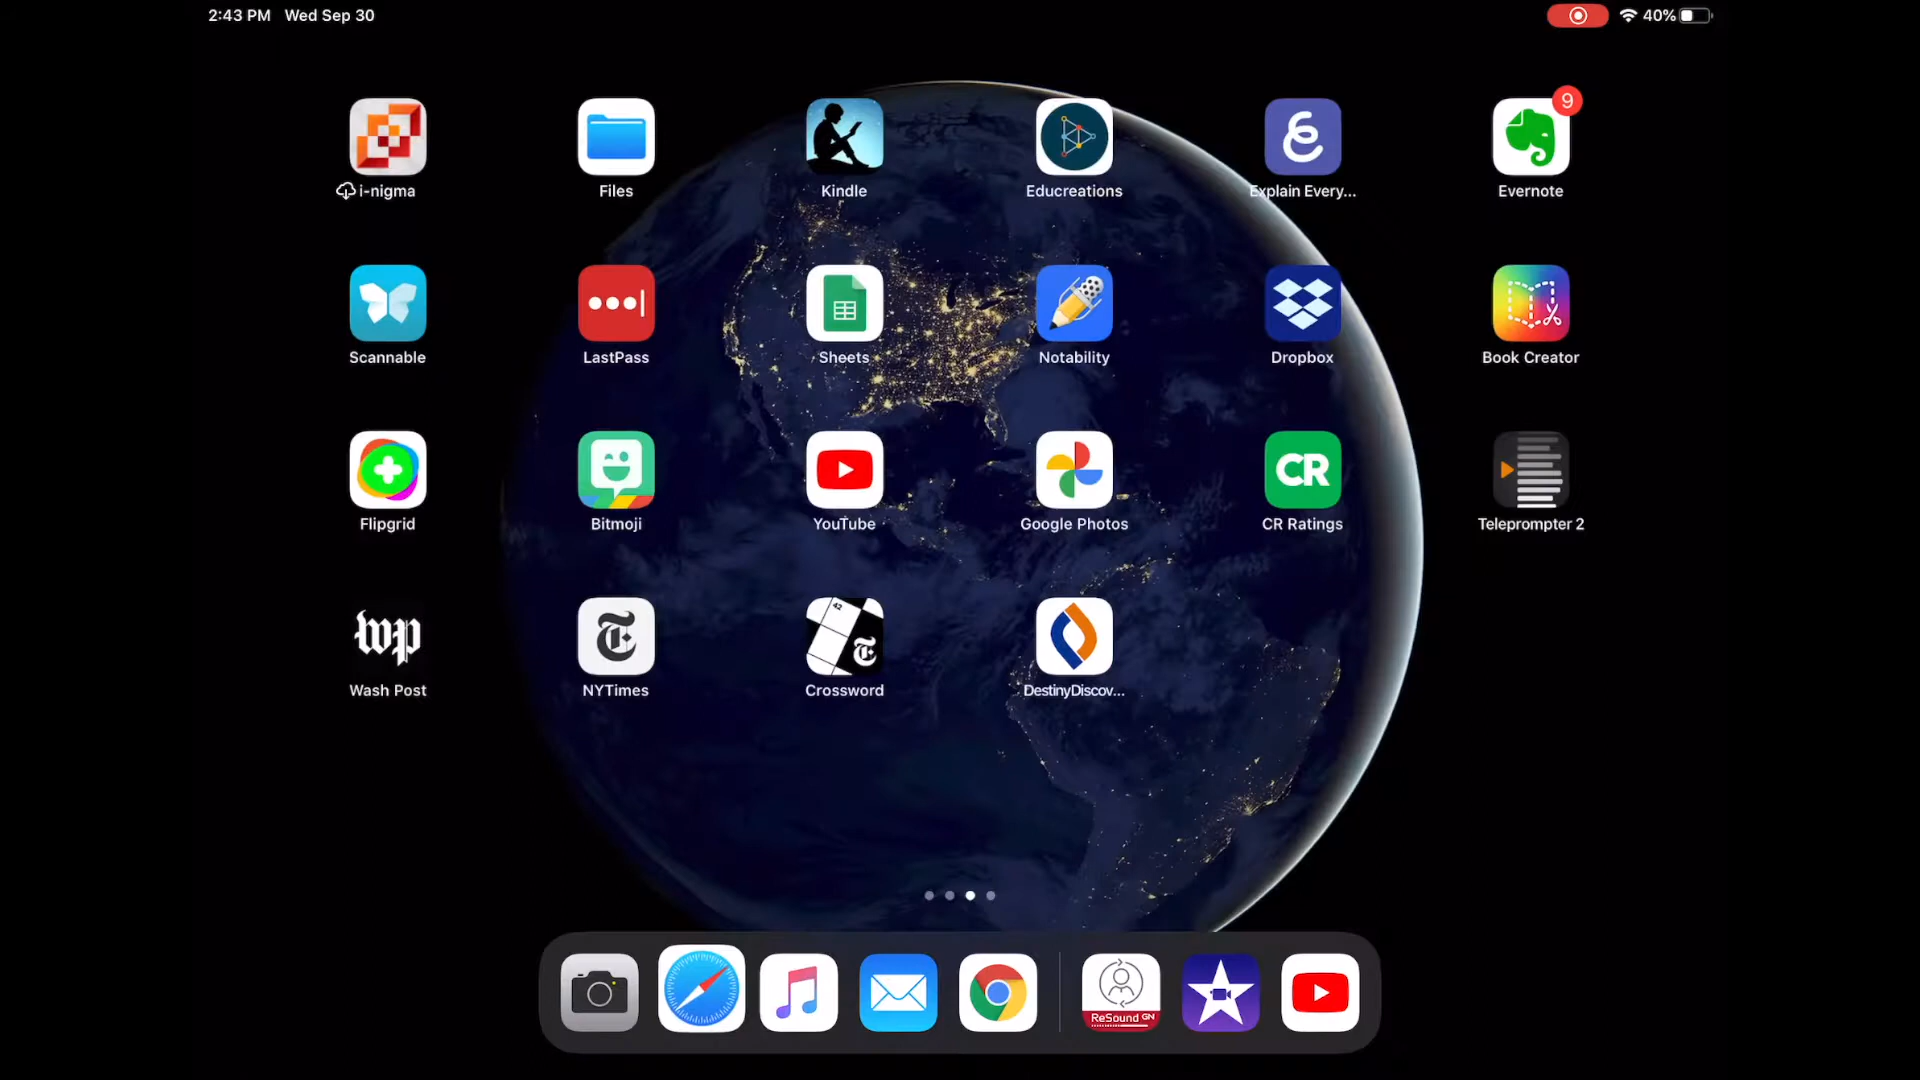 2:43 PM Wed Sep 30 40%
9
i-nigma Files Kindle Educreations Explain Every... Evernote
Scannable LastPass Sheets Notability Dropbox Book Creator
CR
Flipgrid Bitmoji YouTube Google Photos CR Ratings Teleprompter 2
wp T 42 T
Wash Post NYTimes Crossword DestinyDiscov...
ReSound GN